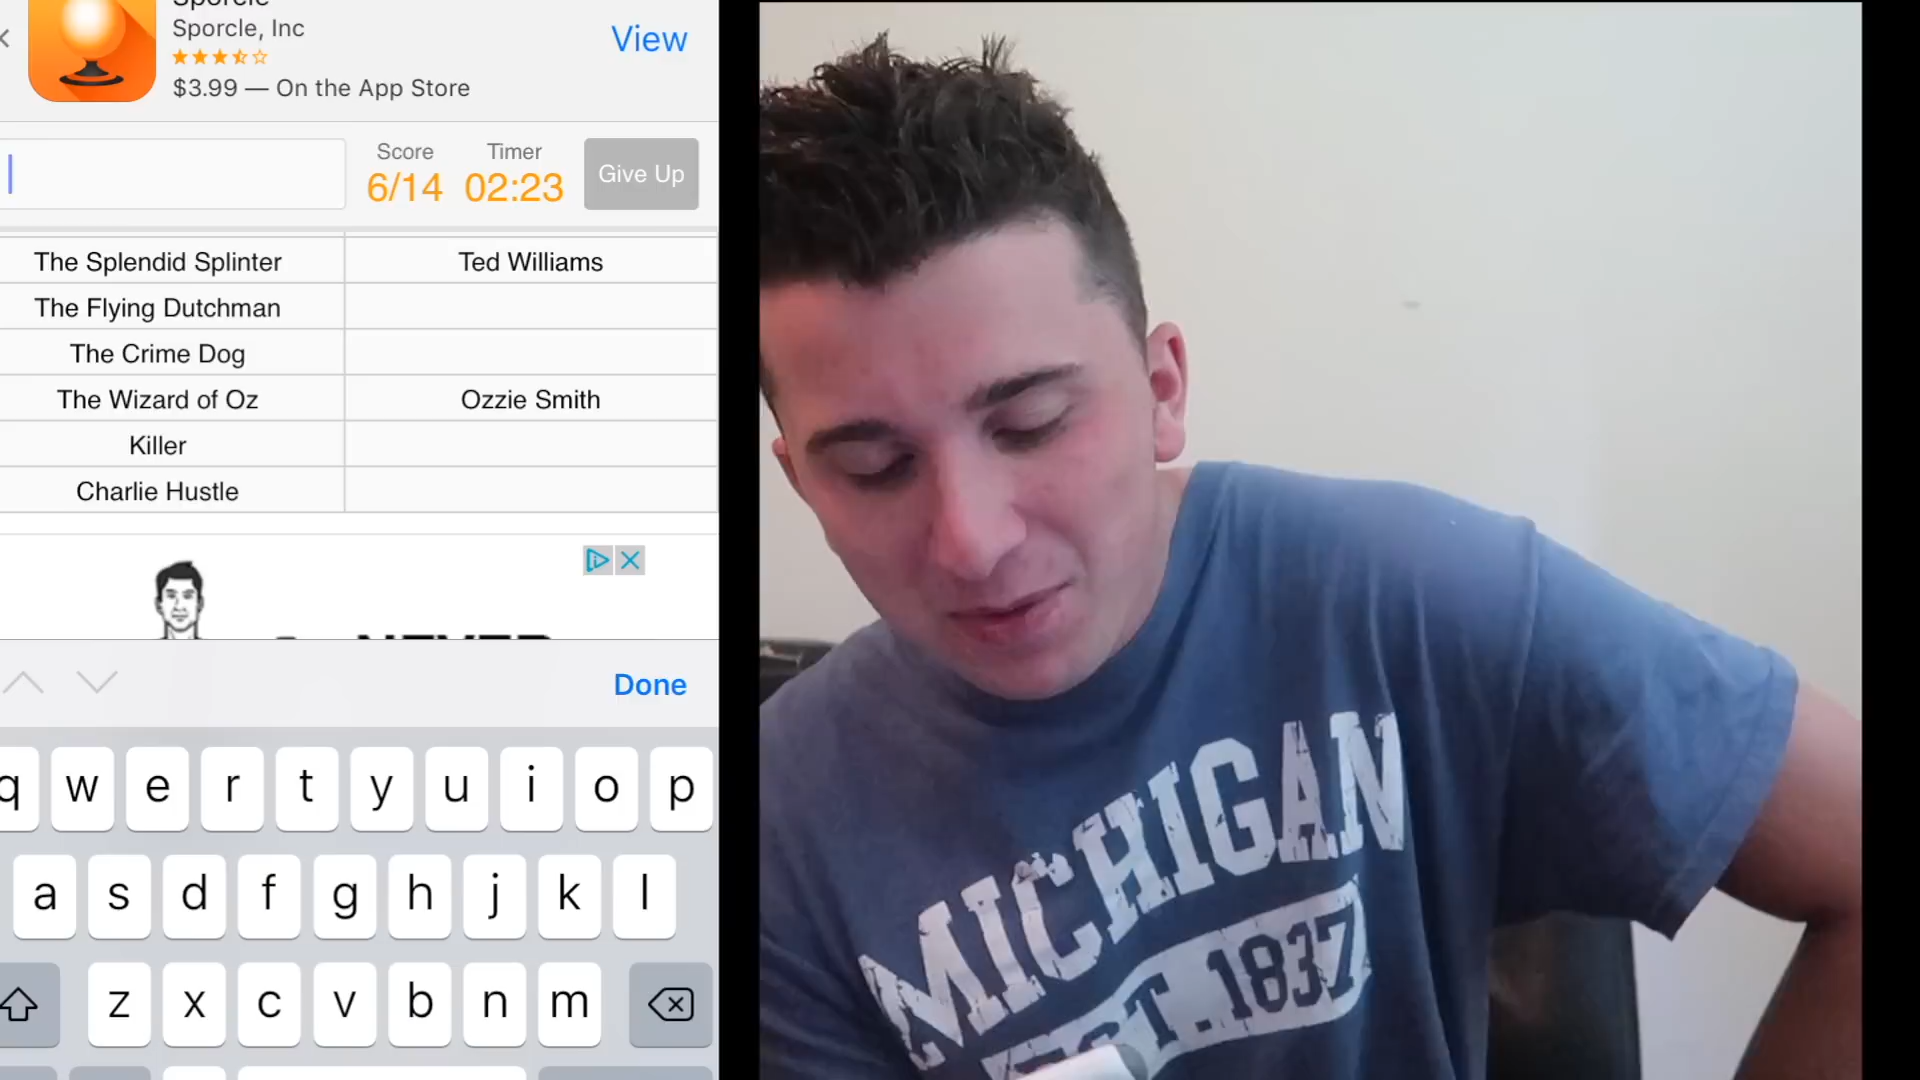 Sporcle
Sporcle, Inc
$3.99 — On the App Store
View
Score
6/14
Timer
02:23
Give Up
The Splendid Splinter
Ted Williams
The Flying Dutchman
The Crime Dog
The Wizard of Oz
Ozzie Smith
Killer
Charlie Hustle
NEVER
Done
q w e r t y u i o p
a s d f g h j k l
z x c v b n m
MICHIGAN
EST. 1837